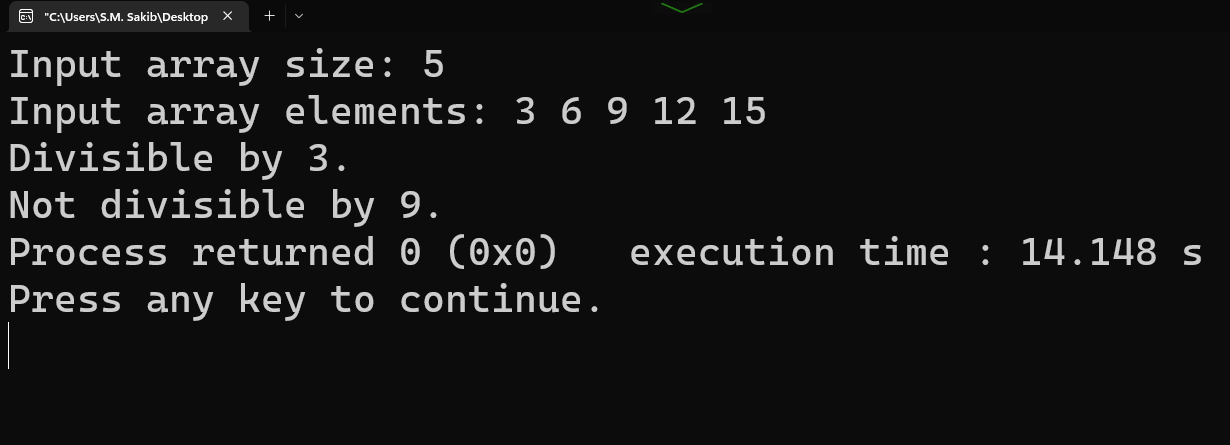 "C:\Users\S.M. Sakib\Desktop
Input array size: 5
Input array elements: 3 6 9 12 15
Divisible by 3.
Not divisible by 9.
Process returned 0 (0x0)   execution time : 14.148 s
Press any key to continue.